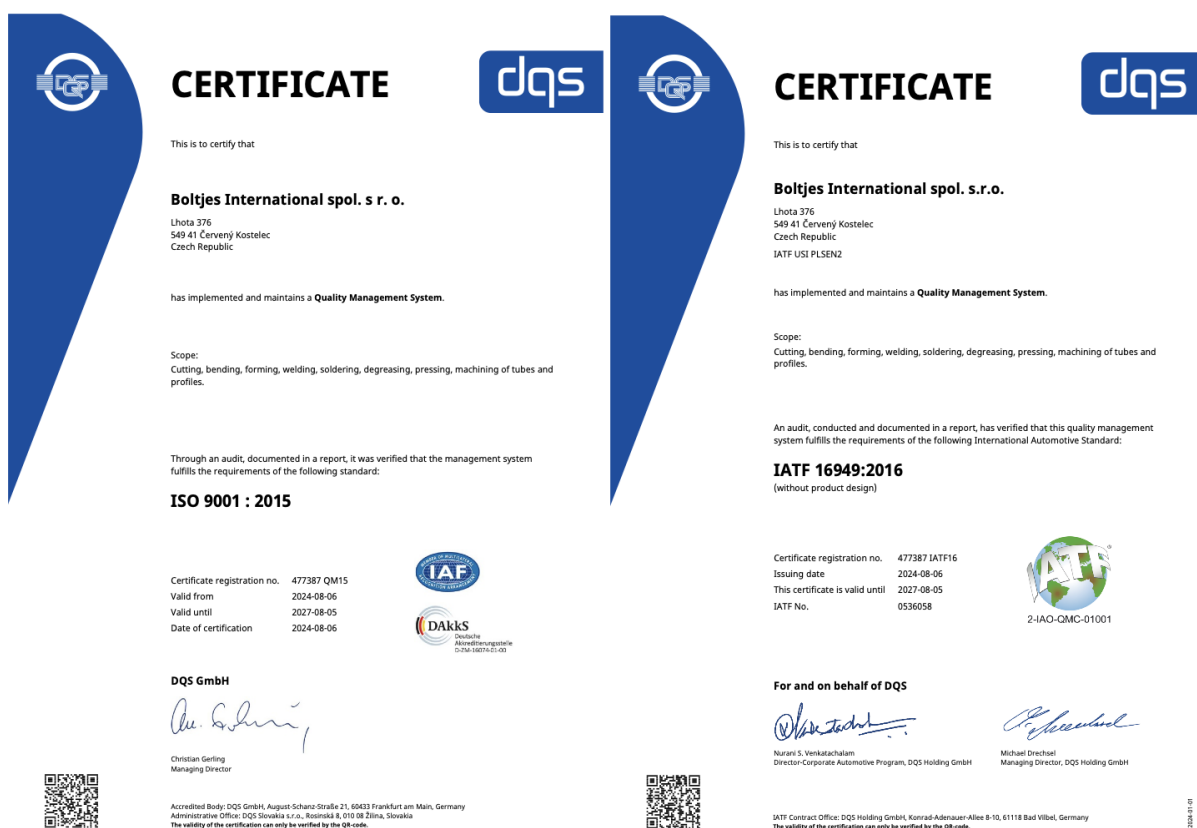 DQS
CERTIFICATE
dqs
This is to certify that
Boltjes International spol. s r. o.
Lhota 376
549 41 Červený Kostelec
Czech Republic
has implemented and maintains a Quality Management System.
Scope:
Cutting, bending, forming, welding, soldering, degreasing, pressing, machining of tubes and
profiles.
Through an audit, documented in a report, it was verified that the management system
fulfills the requirements of the following standard:
ISO 9001 : 2015
Certificate registration no. 477387 QM15
Valid from 2024-08-06
Valid until 2027-08-05
Date of certification 2024-08-06
MEMBER OF MULTILATERAL
RECOGNITION ARRANGEMENT
IAF
DAkkS
Deutsche
Akkreditierungsstelle
D-ZM-16074-01-00
DQS GmbH
Christian Gerling
Managing Director
Accredited Body: DQS GmbH, August-Schanz-Straße 21, 60433 Frankfurt am Main, Germany
Administrative Office: DQS Slovakia s.r.o., Rosinská 8, 010 08 Žilina, Slovakia
The validity of the certification can only be verified by the QR-code.
DQS
CERTIFICATE
dqs
This is to certify that
Boltjes International spol. s.r.o.
Lhota 376
549 41 Červený Kostelec
Czech Republic
IATF USI PLSEN2
has implemented and maintains a Quality Management System.
Scope:
Cutting, bending, forming, welding, soldering, degreasing, pressing, machining of tubes and
profiles.
An audit, conducted and documented in a report, has verified that this quality management
system fulfills the requirements of the following International Automotive Standard:
IATF 16949:2016
(without product design)
Certificate registration no. 477387 IATF16
Issuing date 2024-08-06
This certificate is valid until 2027-08-05
IATF No. 0536058
IATF
®
2-IAO-QMC-01001
For and on behalf of DQS
Nurani S. Venkatachalam
Director-Corporate Automotive Program, DQS Holding GmbH
Michael Drechsel
Managing Director, DQS Holding GmbH
IATF Contract Office: DQS Holding GmbH, Konrad-Adenauer-Allee 8-10, 61118 Bad Vilbel, Germany
The validity of the certification can only be verified by the QR-code.
2024-01-01